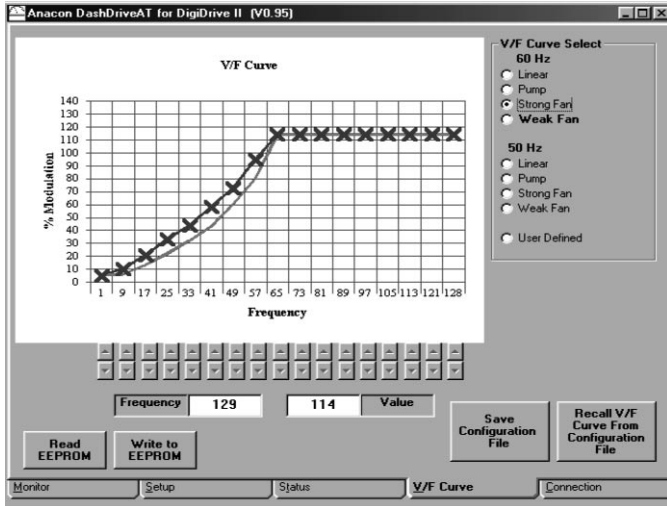 Anacon DashDriveAT for DigiDrive II (V0.95)
V/F Curve
140
130
120
110
100
90
80
70
60
50
40
30
20
10
0
% Modulation
1 9 17 25 33 41 49 57 65 73 81 89 97 105 113 121 128
Frequency
V/F Curve Select
60 Hz
Linear
Pump
Strong Fan
Weak Fan
50 Hz
Linear
Pump
Strong Fan
Weak Fan
User Defined
Frequency 129 114 Value
Read
EEPROM
Write to
EEPROM
Save
Configuration
File
Recall V/F
Curve From
Configuration
File
Monitor Setup Status V/F Curve Connection